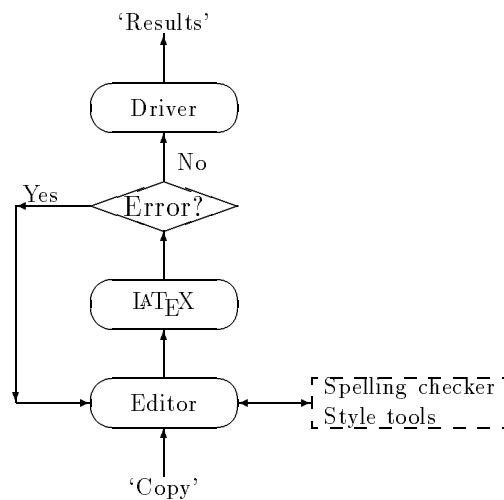 ‘Results’
Driver
No
Yes
Error?
LATEX
Editor
Spelling checker
Style tools
‘Copy’